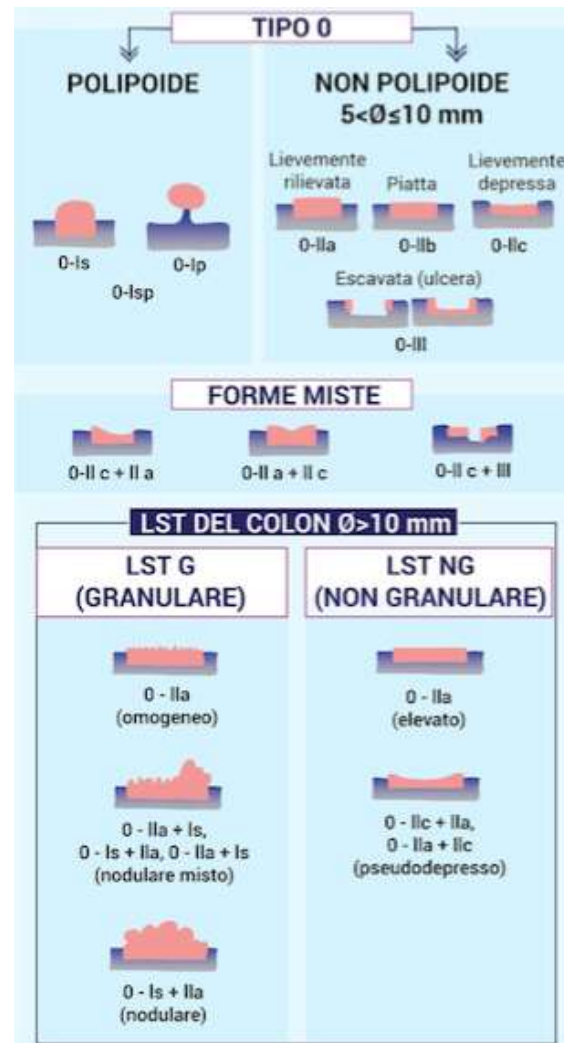 TIPO 0
POLIPOIDE
0-Is
0-Ip
0-Isp
NON POLIPOIDE
5<Ø≤10 mm
Lievemente
rilievata
Piatta
Lievemente
depressa
0-IIa
0-IIb
0-IIc
Escavata (ulcera)
0-III
FORME MISTE
0-II c + II a
0-II a + II c
0-II c + III
LST DEL COLON Ø>10 mm
LST G
(GRANULARE)
0 - IIa
(omogeneo)
0 - IIa + Is,
0 - Is + IIa, 0 - IIa + Is
(nodulare misto)
0 - Is + IIa
(nodulare)
LST NG
(NON GRANULARE)
0 - IIa
(elevato)
0 - IIc + IIa,
0 - IIa + IIc
(pseudodepresso)